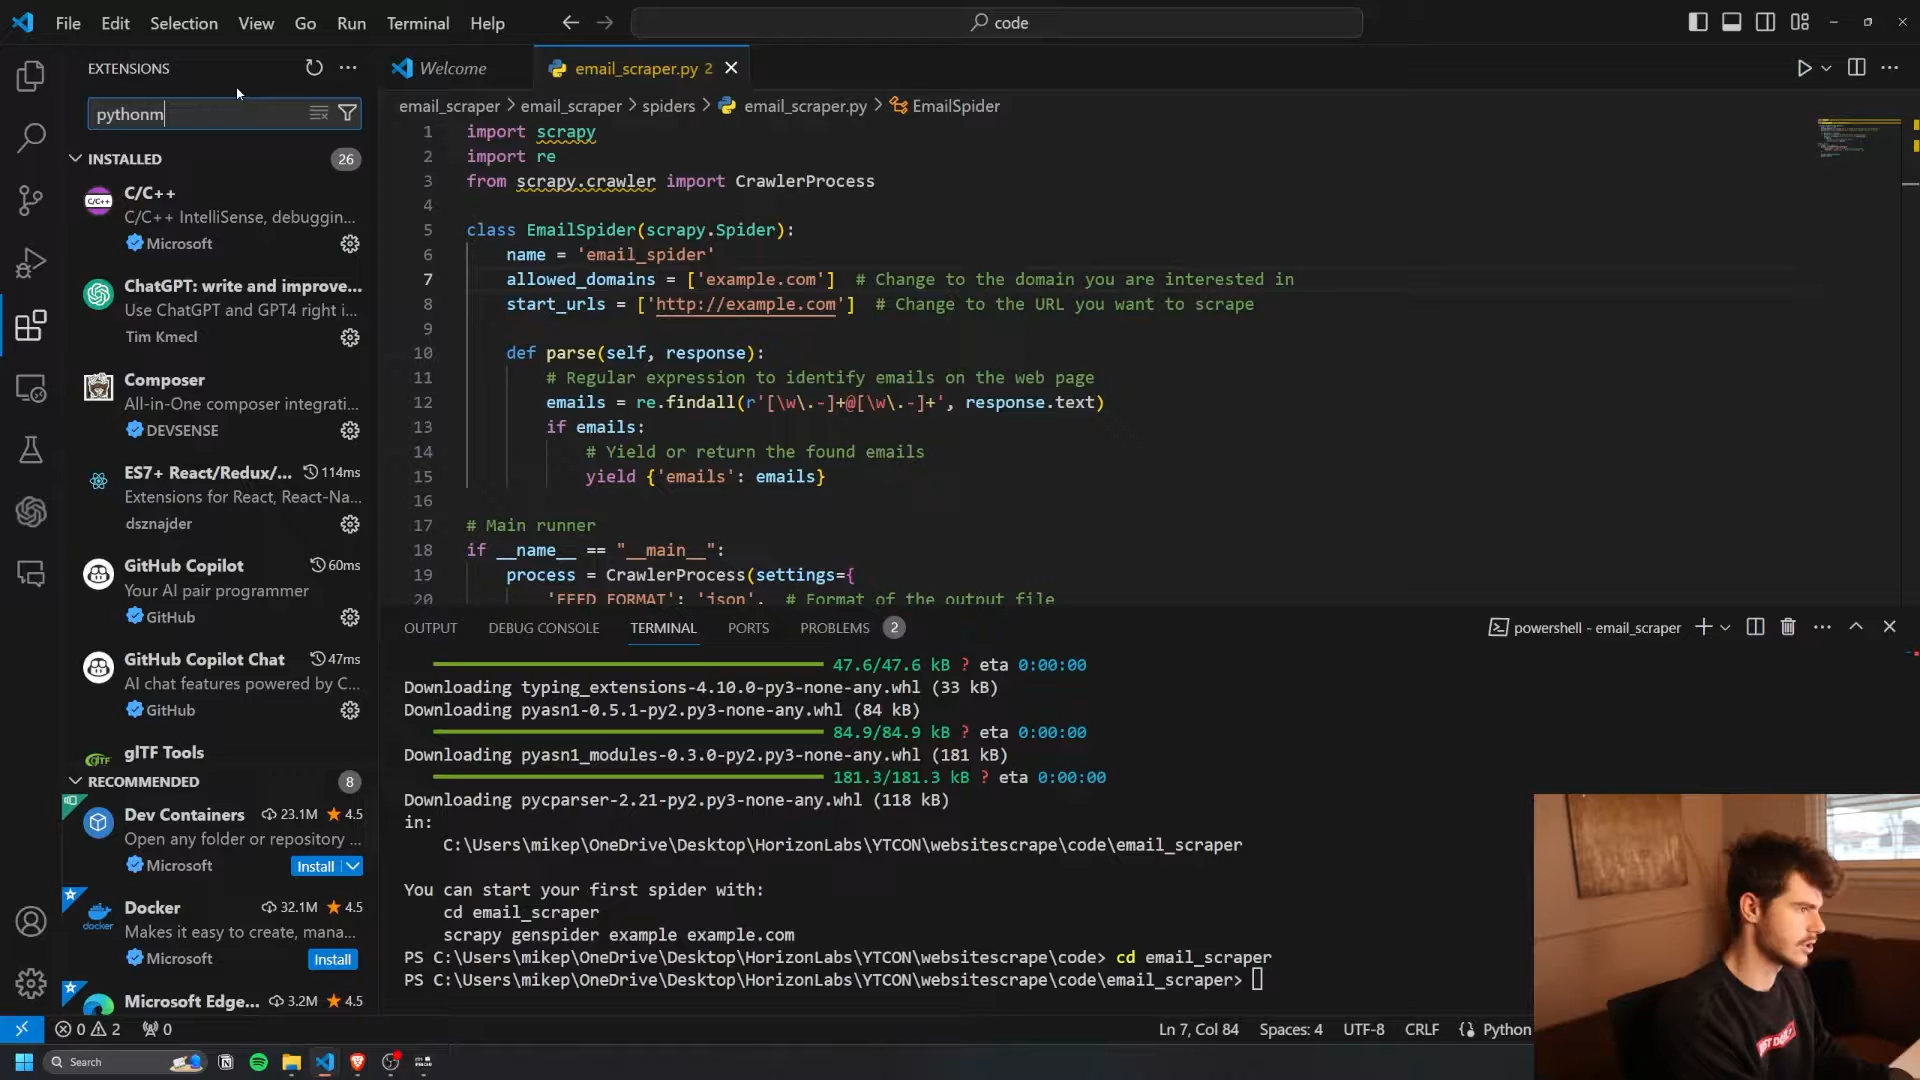 File Edit Selection View Go Run Terminal Help
code
EXTENSIONS
pythonm
INSTALLED 26
C/C++
C/C++ IntelliSense, debuggin...
Microsoft
ChatGPT: write and improve...
Use ChatGPT and GPT4 right i...
Tim Kmecl
Composer
All-in-One composer integrati...
DEVSENSE
ES7+ React/Redux/... 114ms
Extensions for React, React-Na...
dsznajder
GitHub Copilot 60ms
Your AI pair programmer
GitHub
GitHub Copilot Chat 47ms
AI chat features powered by C...
GitHub
glTF Tools
RECOMMENDED 8
Dev Containers 23.1M 4.5
Open any folder or repository ...
Microsoft Install
Docker 32.1M 4.5
Makes it easy to create, mana...
Microsoft Install
Microsoft Edge... 3.2M 4.5
Welcome email_scraper.py 2
email_scraper > email_scraper > spiders > email_scraper.py > EmailSpider
1 import scrapy
2 import re
3 from scrapy.crawler import CrawlerProcess
4
5 class EmailSpider(scrapy.Spider):
6 name = 'email_spider'
7 allowed_domains = ['example.com'] # Change to the domain you are interested in
8 start_urls = ['http://example.com'] # Change to the URL you want to scrape
9
10 def parse(self, response):
11 # Regular expression to identify emails on the web page
12 emails = re.findall(r'[\w\.-]+@[\w\.-]+', response.text)
13 if emails:
14 # Yield or return the found emails
15 yield {'emails': emails}
16
17 # Main runner
18 if __name__ == "__main__":
19 process = CrawlerProcess(settings={
20 'FEED_FORMAT': 'json', # Format of the output file
OUTPUT DEBUG CONSOLE TERMINAL PORTS PROBLEMS 2
powershell - email_scraper
47.6/47.6 kB ? eta 0:00:00
Downloading typing_extensions-4.10.0-py3-none-any.whl (33 kB)
Downloading pyasn1-0.5.1-py2.py3-none-any.whl (84 kB)
84.9/84.9 kB ? eta 0:00:00
Downloading pyasn1_modules-0.3.0-py2.py3-none-any.whl (181 kB)
181.3/181.3 kB ? eta 0:00:00
Downloading pycparser-2.21-py2.py3-none-any.whl (118 kB)
in:
C:\Users\mikep\OneDrive\Desktop\HorizonLabs\YTCON\websitescrape\code\email_scraper
You can start your first spider with:
cd email_scraper
scrapy genspider example example.com
PS C:\Users\mikep\OneDrive\Desktop\HorizonLabs\YTCON\websitescrape\code> cd email_scraper
PS C:\Users\mikep\OneDrive\Desktop\HorizonLabs\YTCON\websitescrape\code\email_scraper>
0 2 0
Ln 7, Col 84 Spaces: 4 UTF-8 CRLF Python
Search